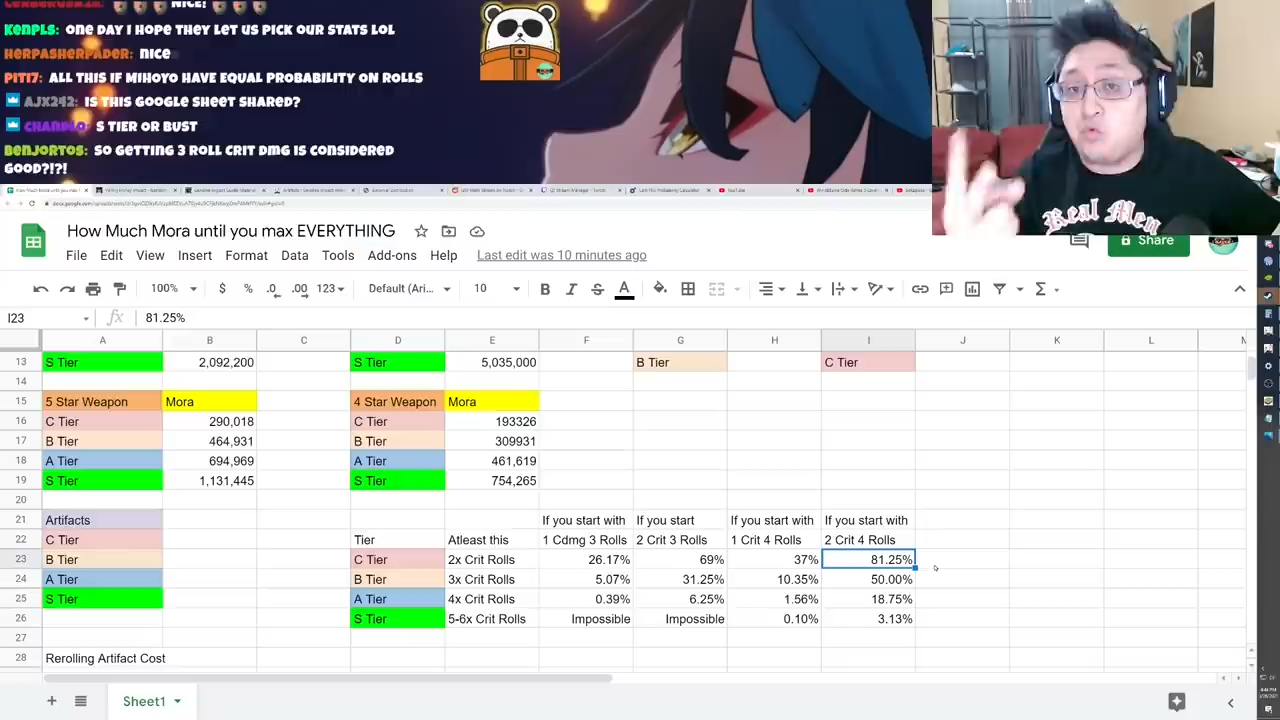 NICE!
KENPLS: ONE DAY I HOPE THEY LET US PICK OUR STATS LOL
HERPASHERPADER: NICE
PITI7: ALL THIS IF MIHOYO HAVE EQUAL PROBABILITY ON ROLLS
AJX242: IS THIS GOOGLE SHEET SHARED?
S TIER OR BUST
BENJORTOS: SO GETTING 3 ROLL CRIT DMG IS CONSIDERED
GOOD?!?!
Real Men
How Much Mora until you max EVERYTHING
Share
File Edit View Insert Format Data Tools Add-ons Help Last edit was 10 minutes ago
100% $ % .0 .00 123 Default (Ari... 10 B I S A
I23 fx 81.25%
A B C D E F G H I J K L M
13 S Tier 2,092,200 S Tier 5,035,000 B Tier C Tier
14
15 5 Star Weapon Mora 4 Star Weapon Mora
16 C Tier 290,018 C Tier 193326
17 B Tier 464,931 B Tier 309931
18 A Tier 694,969 A Tier 461,619
19 S Tier 1,131,445 S Tier 754,265
20
21 Artifacts If you start with If you start If you start with If you start with
22 C Tier Tier Atleast this 1 Cdmg 3 Rolls 2 Crit 3 Rolls 1 Crit 4 Rolls 2 Crit 4 Rolls
23 B Tier C Tier 2x Crit Rolls 26.17% 69% 37% 81.25%
24 A Tier B Tier 3x Crit Rolls 5.07% 31.25% 10.35% 50.00%
25 S Tier A Tier 4x Crit Rolls 0.39% 6.25% 1.56% 18.75%
26 S Tier 5-6x Crit Rolls Impossible Impossible 0.10% 3.13%
27
28 Rerolling Artifact Cost
Sheet1